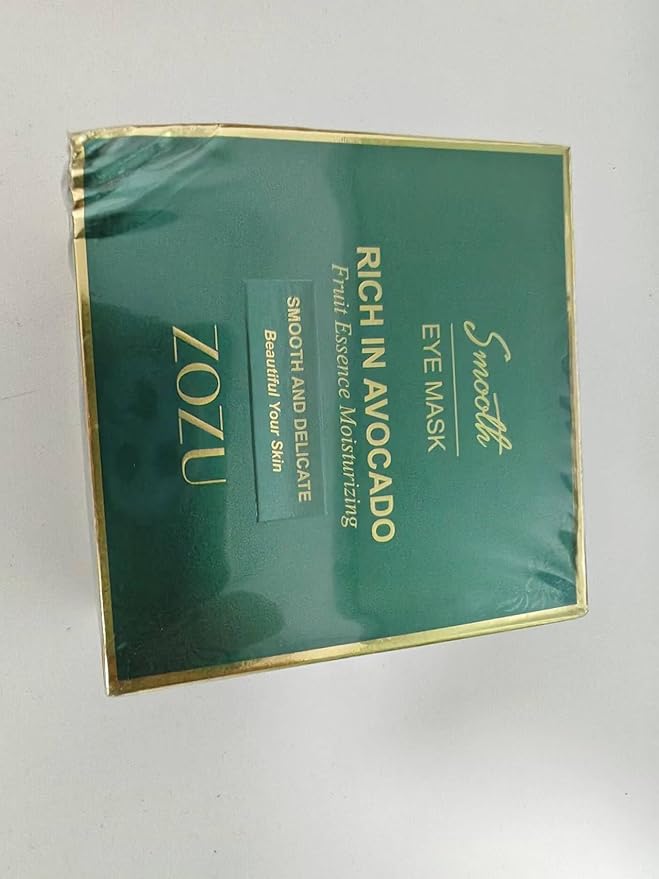 Smooth
EYE MASK
RICH IN AVOCADO
Fruit Essence Moisturizing
SMOOTH AND DELICATE
Beautiful Your Skin
ZOZU